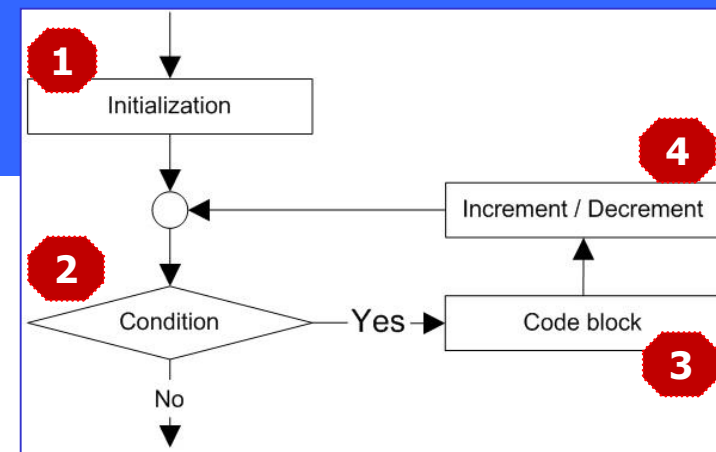 1
Initialization
4
Increment / Decrement
2
Condition
Yes
Code block
3
No